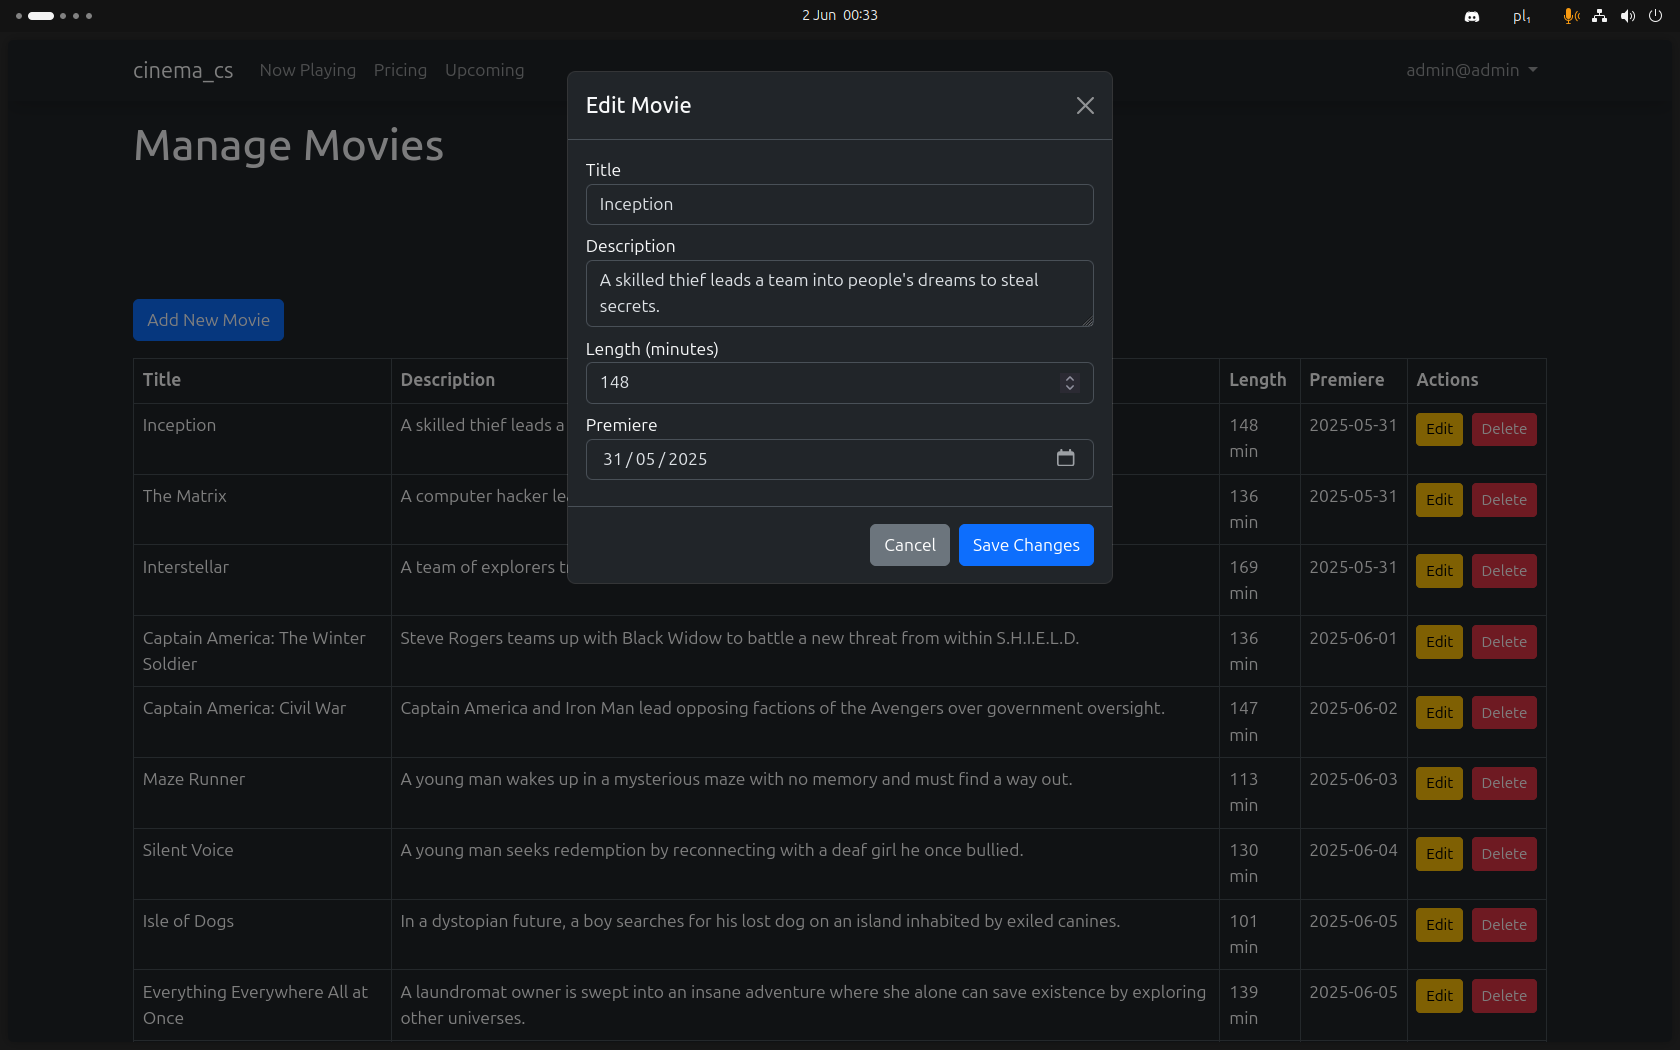 2 Jun 00:33
pl₁
cinema_cs Now Playing Pricing Upcoming admin@admin
Manage Movies
Edit Movie
Title
Inception
Description
A skilled thief leads a team into people's dreams to steal
secrets.
Length (minutes)
148
Premiere
31/05/2025
Cancel Save Changes
Add New Movie
Title Description Length Premiere Actions
Inception A skilled thief leads a 148 2025-05-31 Edit Delete
min
The Matrix A computer hacker le 136 2025-05-31 Edit Delete
min
Interstellar A team of explorers t 169 2025-05-31 Edit Delete
min
Captain America: The Winter Steve Rogers teams up with Black Widow to battle a new threat from within S.H.I.E.L.D. 136 2025-06-01 Edit Delete
Soldier min
Captain America: Civil War Captain America and Iron Man lead opposing factions of the Avengers over government oversight. 147 2025-06-02 Edit Delete
min
Maze Runner A young man wakes up in a mysterious maze with no memory and must find a way out. 113 2025-06-03 Edit Delete
min
Silent Voice A young man seeks redemption by reconnecting with a deaf girl he once bullied. 130 2025-06-04 Edit Delete
min
Isle of Dogs In a dystopian future, a boy searches for his lost dog on an island inhabited by exiled canines. 101 2025-06-05 Edit Delete
min
Everything Everywhere All at A laundromat owner is swept into an insane adventure where she alone can save existence by exploring 139 2025-06-05 Edit Delete
Once other universes. min